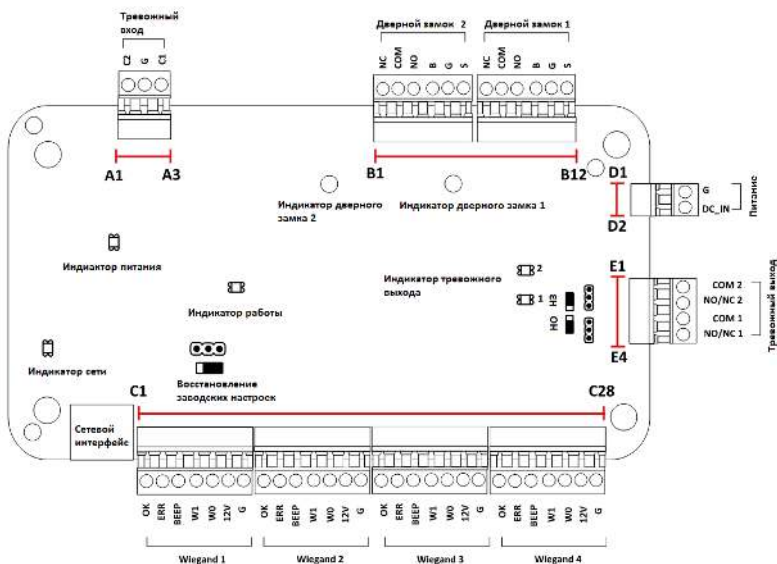 Тревожный
вход
C2
G
C1
Дверной замок 2
NC
COM
NO
B
G
S
Дверной замок 1
NC
COM
NO
B
G
S
A1
A3
B1
B12
D1
D2
G
DC_IN
Питание
Индикатор дверного
замка 2
Индикатор дверного замка 1
Индиактор питания
Индикатор тревожного
выхода
2
1
НЗ
НО
E1
E4
COM 2
NO/NC 2
COM 1
NO/NC 1
Тревожный выход
Индикатор работы
Индикатор сети
Восстановление
заводских настроек
C1
C28
Сетевой
интерфейс
OK
ERR
BEEP
W1
W0
12V
G
OK
ERR
BEEP
W1
W0
12V
G
OK
ERR
BEEP
W1
W0
12V
G
OK
ERR
BEEP
W1
W0
12V
G
Wiegand 1
Wiegand 2
Wiegand 3
Wiegand 4